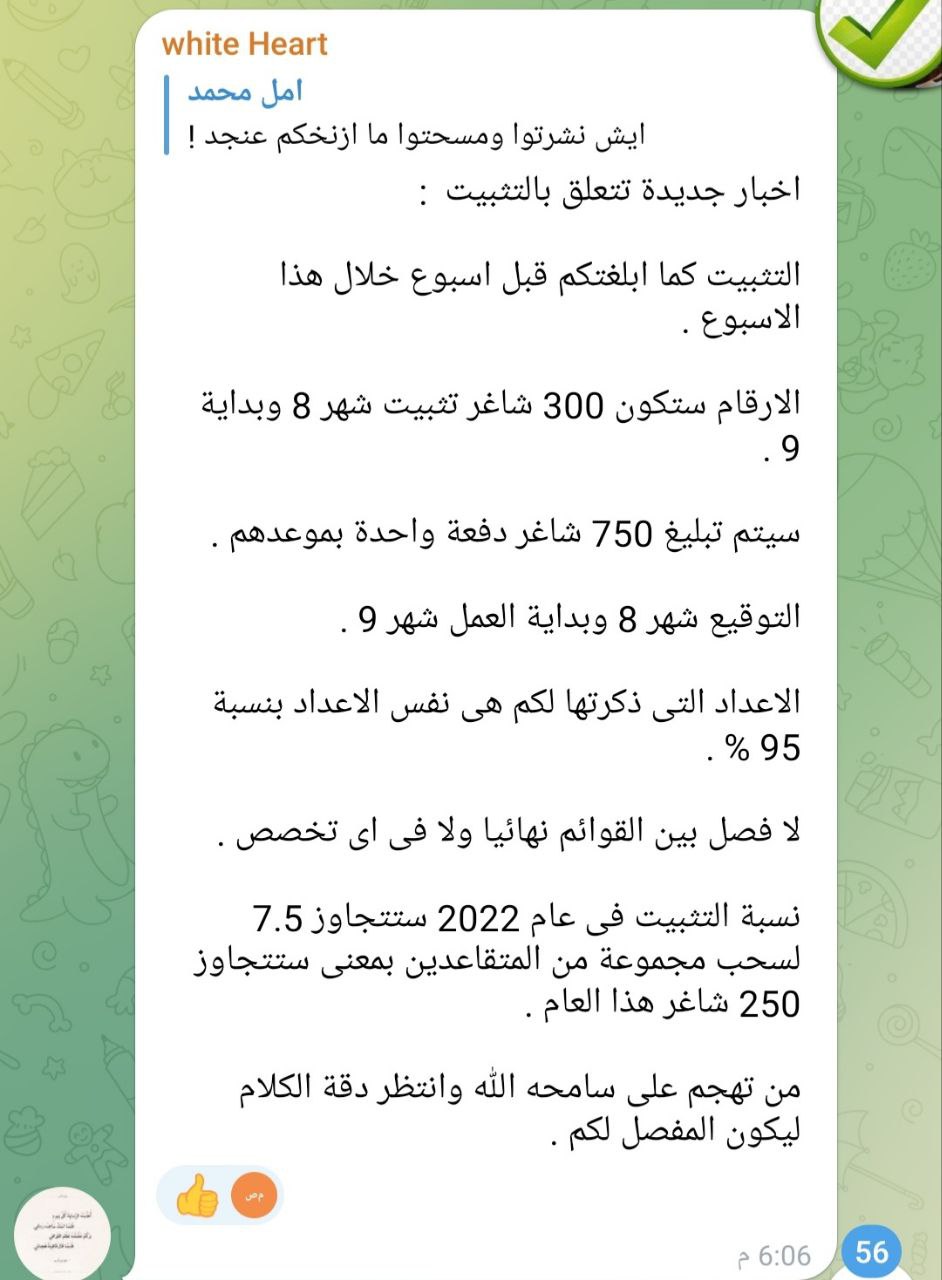 white Heart
امل محمد
ايش نشرتوا ومسحتوا ما ازنخكم عنجد !
اخبار جديدة تتعلق بالتثبيت :
التثبيت كما ابلغتكم قبل اسبوع خلال هذا
الاسبوع .
الارقام ستكون 300 شاغر تثبيت شهر 8 وبداية
9 .
سيتم تبليغ 750 شاغر دفعة واحدة بموعدهم .
التوقيع شهر 8 وبداية العمل شهر 9 .
الاعداد التى ذكرتها لكم هى نفس الاعداد بنسبة
95 % .
لا فصل بين القوائم نهائيا ولا فى اى تخصص .
نسبة التثبيت فى عام 2022 ستتجاوز 7.5
لسحب مجموعة من المتقاعدين بمعنى ستتجاوز
250 شاغر هذا العام .
من تهجم على سامحه الله وانتظر دقة الكلام
ليكون المفصل لكم .
م ص
6:06 م
56